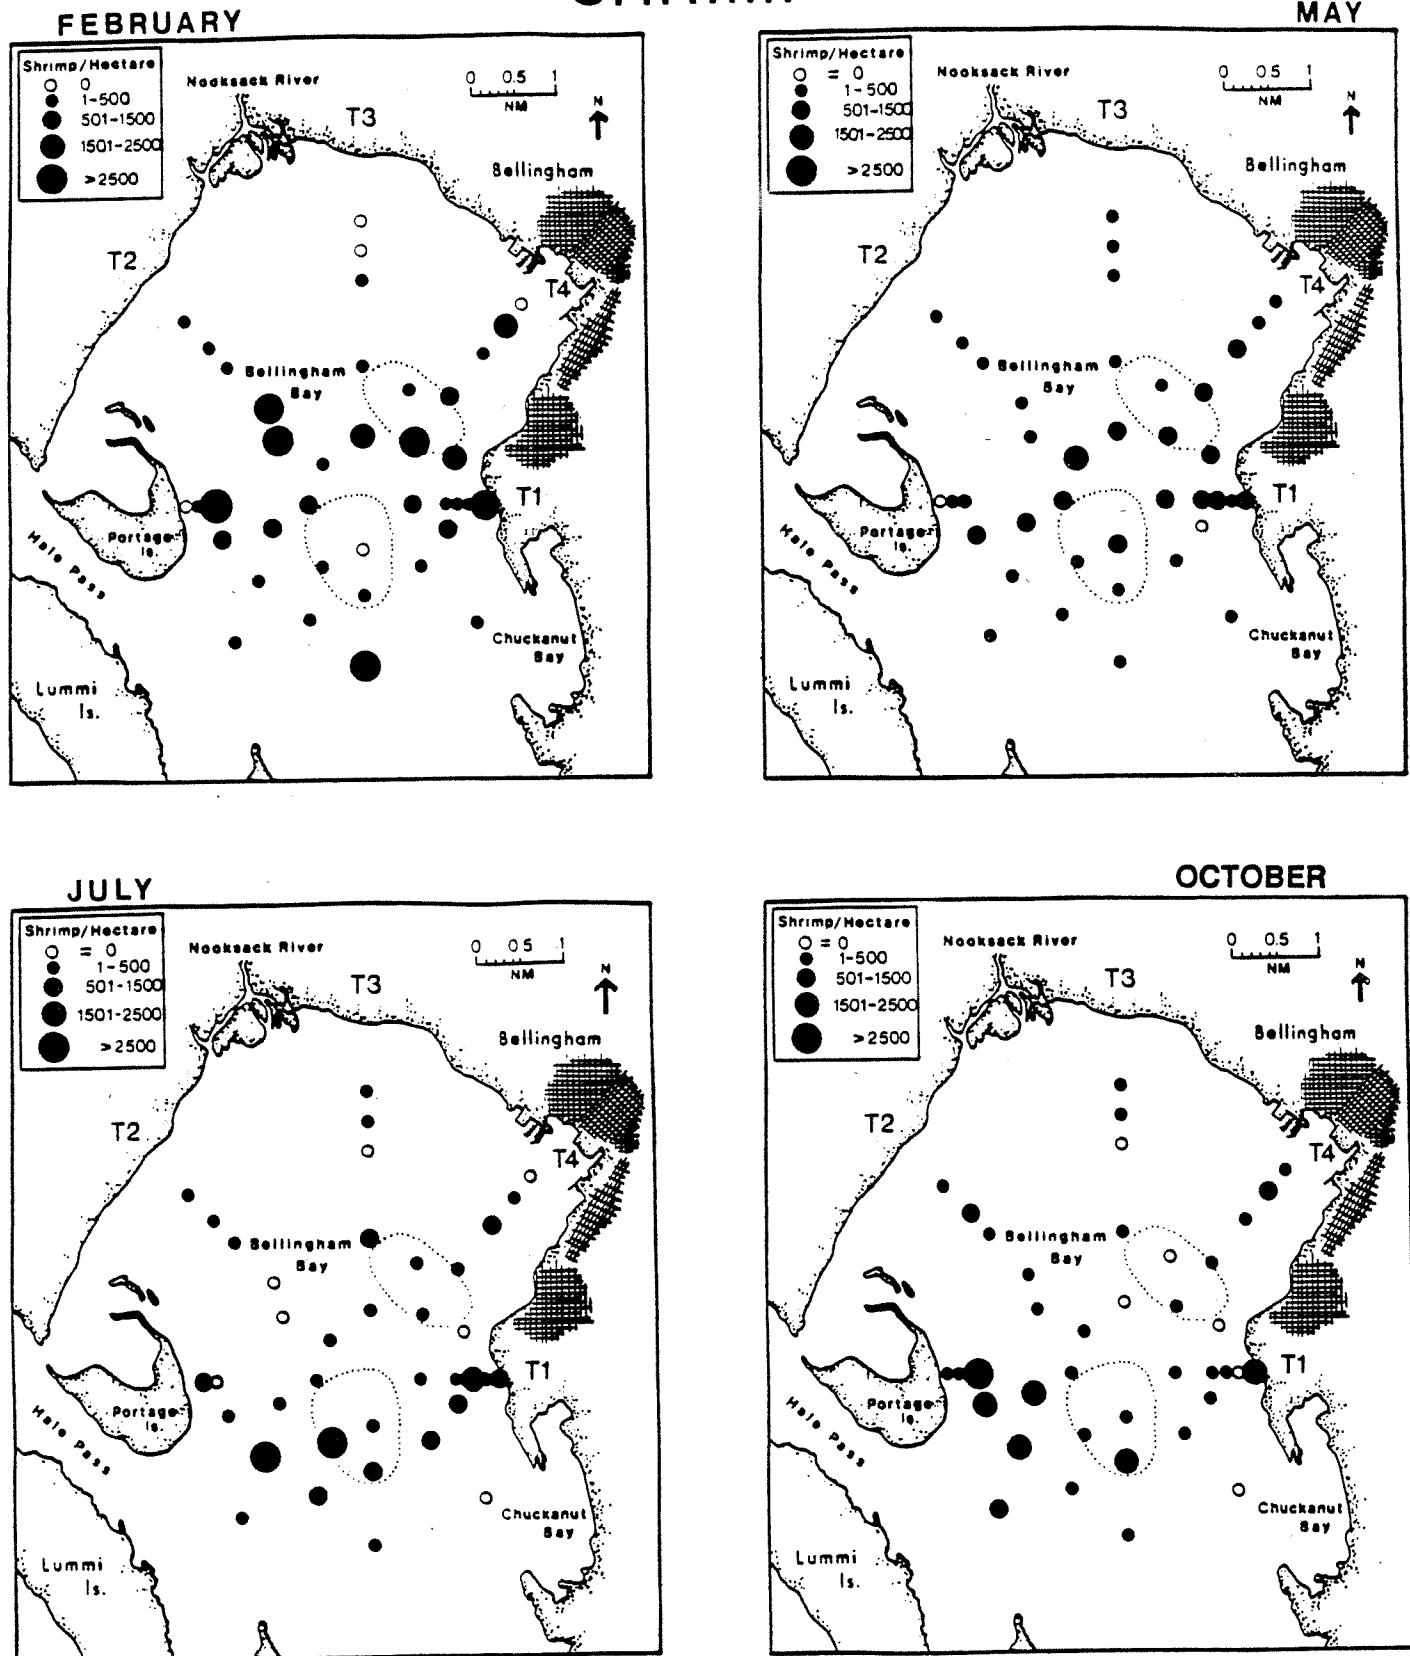 FEBRUARY
Shrimp/Hectare
0
1-500
501-1500
1501-2500
>2500
Nooksack River
0 0.5 1
NM
N
T3
Bellingham
T2
T4
Bellingham
Bay
T1
Portage
Is.
Hale Pass
Chuckanut
Bay
Lummi
Is.
MAY
Shrimp/Hectare
= 0
1-500
501-1500
1501-2500
>2500
Nooksack River
0 0.5 1
NM
N
T3
Bellingham
T2
T4
Bellingham
Bay
T1
Portage
Is.
Hale Pass
Chuckanut
Bay
Lummi
Is.
JULY
Shrimp/Hectare
= 0
1-500
501-1500
1501-2500
>2500
Nooksack River
0 0.5 1
NM
N
T3
Bellingham
T2
T4
Bellingham
Bay
T1
Portage
Is.
Hale Pass
Chuckanut
Bay
Lummi
Is.
OCTOBER
Shrimp/Hectare
= 0
1-500
501-1500
1501-2500
>2500
Nooksack River
0 0.5 1
NM
N
T3
Bellingham
T2
T4
Bellingham
Bay
T1
Portage
Is.
Hale Pass
Chuckanut
Bay
Lummi
Is.